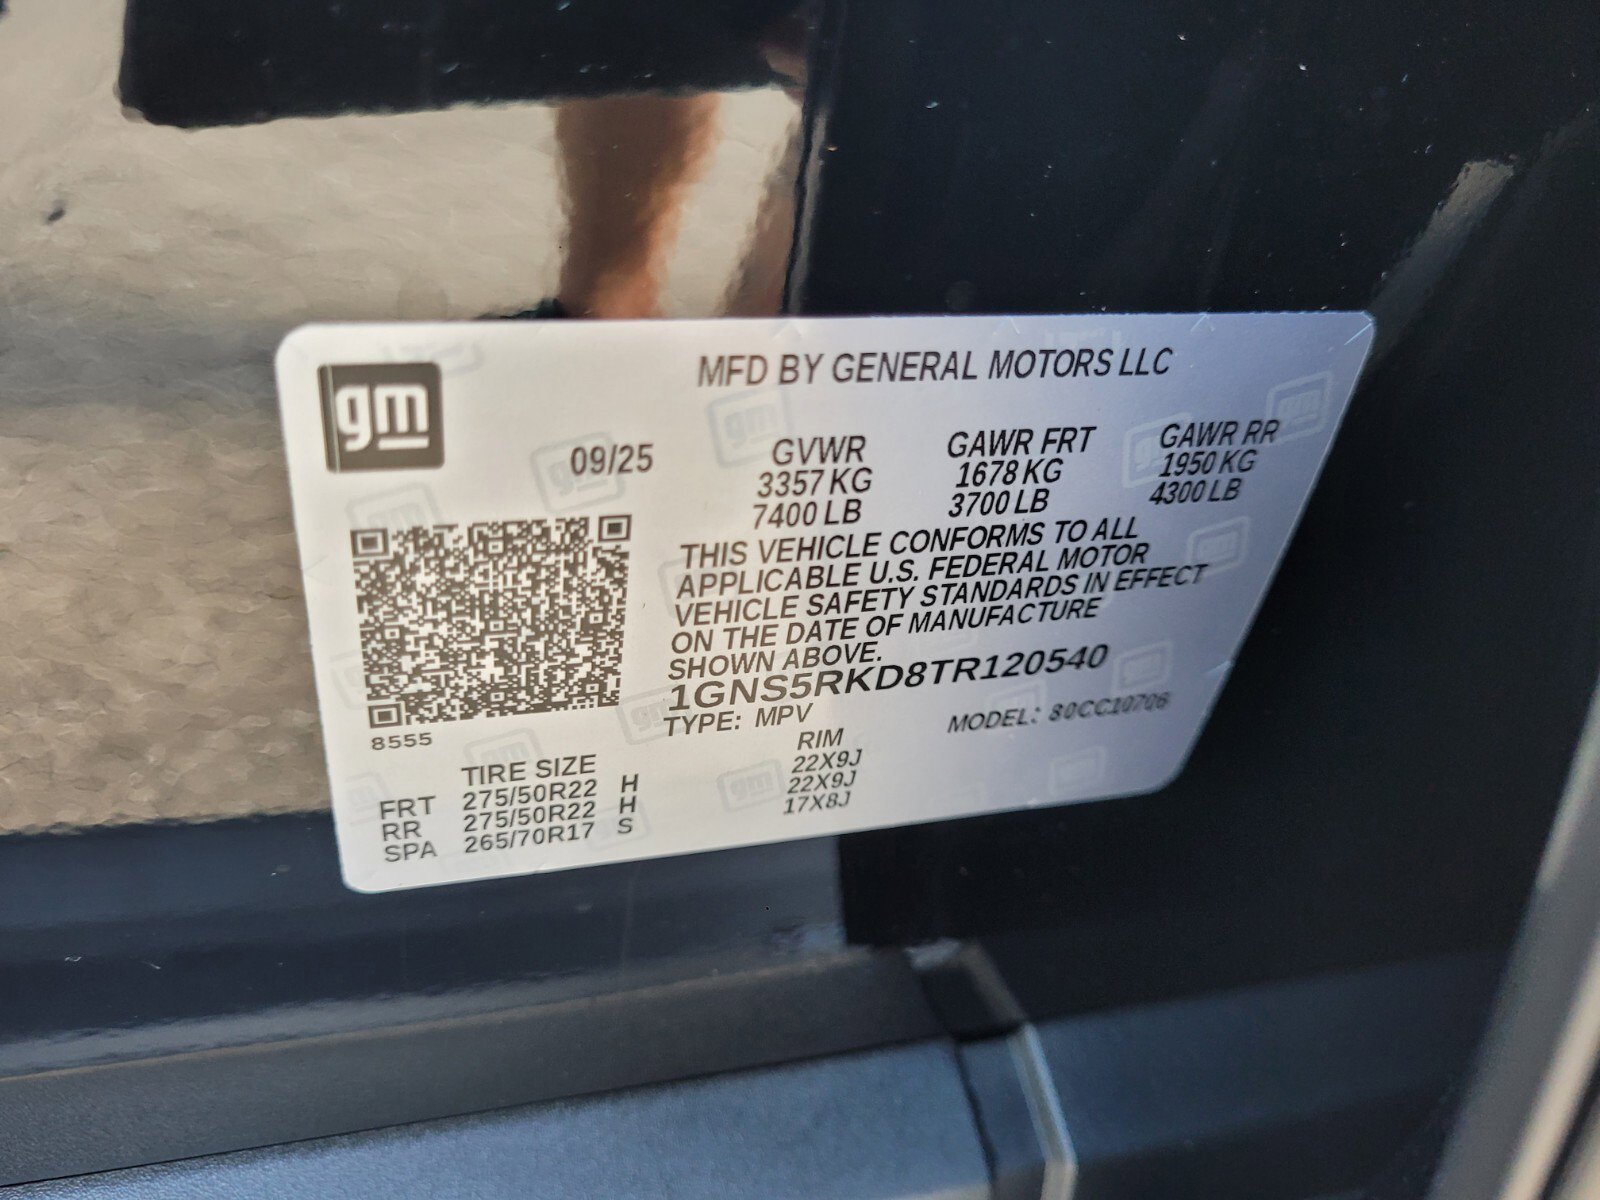 gm
MFD BY GENERAL MOTORS LLC
09/25
GVWR GAWR FRT GAWR RR
3357 KG 1678 KG 1950 KG
7400 LB 3700 LB 4300 LB
THIS VEHICLE CONFORMS TO ALL
APPLICABLE U.S. FEDERAL MOTOR
VEHICLE SAFETY STANDARDS IN EFFECT
ON THE DATE OF MANUFACTURE
SHOWN ABOVE.
1GNS5RKD8TR120540
TYPE: MPV MODEL: 80CC10706
8555
TIRE SIZE RIM
FRT 275/50R22 H 22X9J
RR 275/50R22 H 22X9J
SPA 265/70R17 S 17X8J